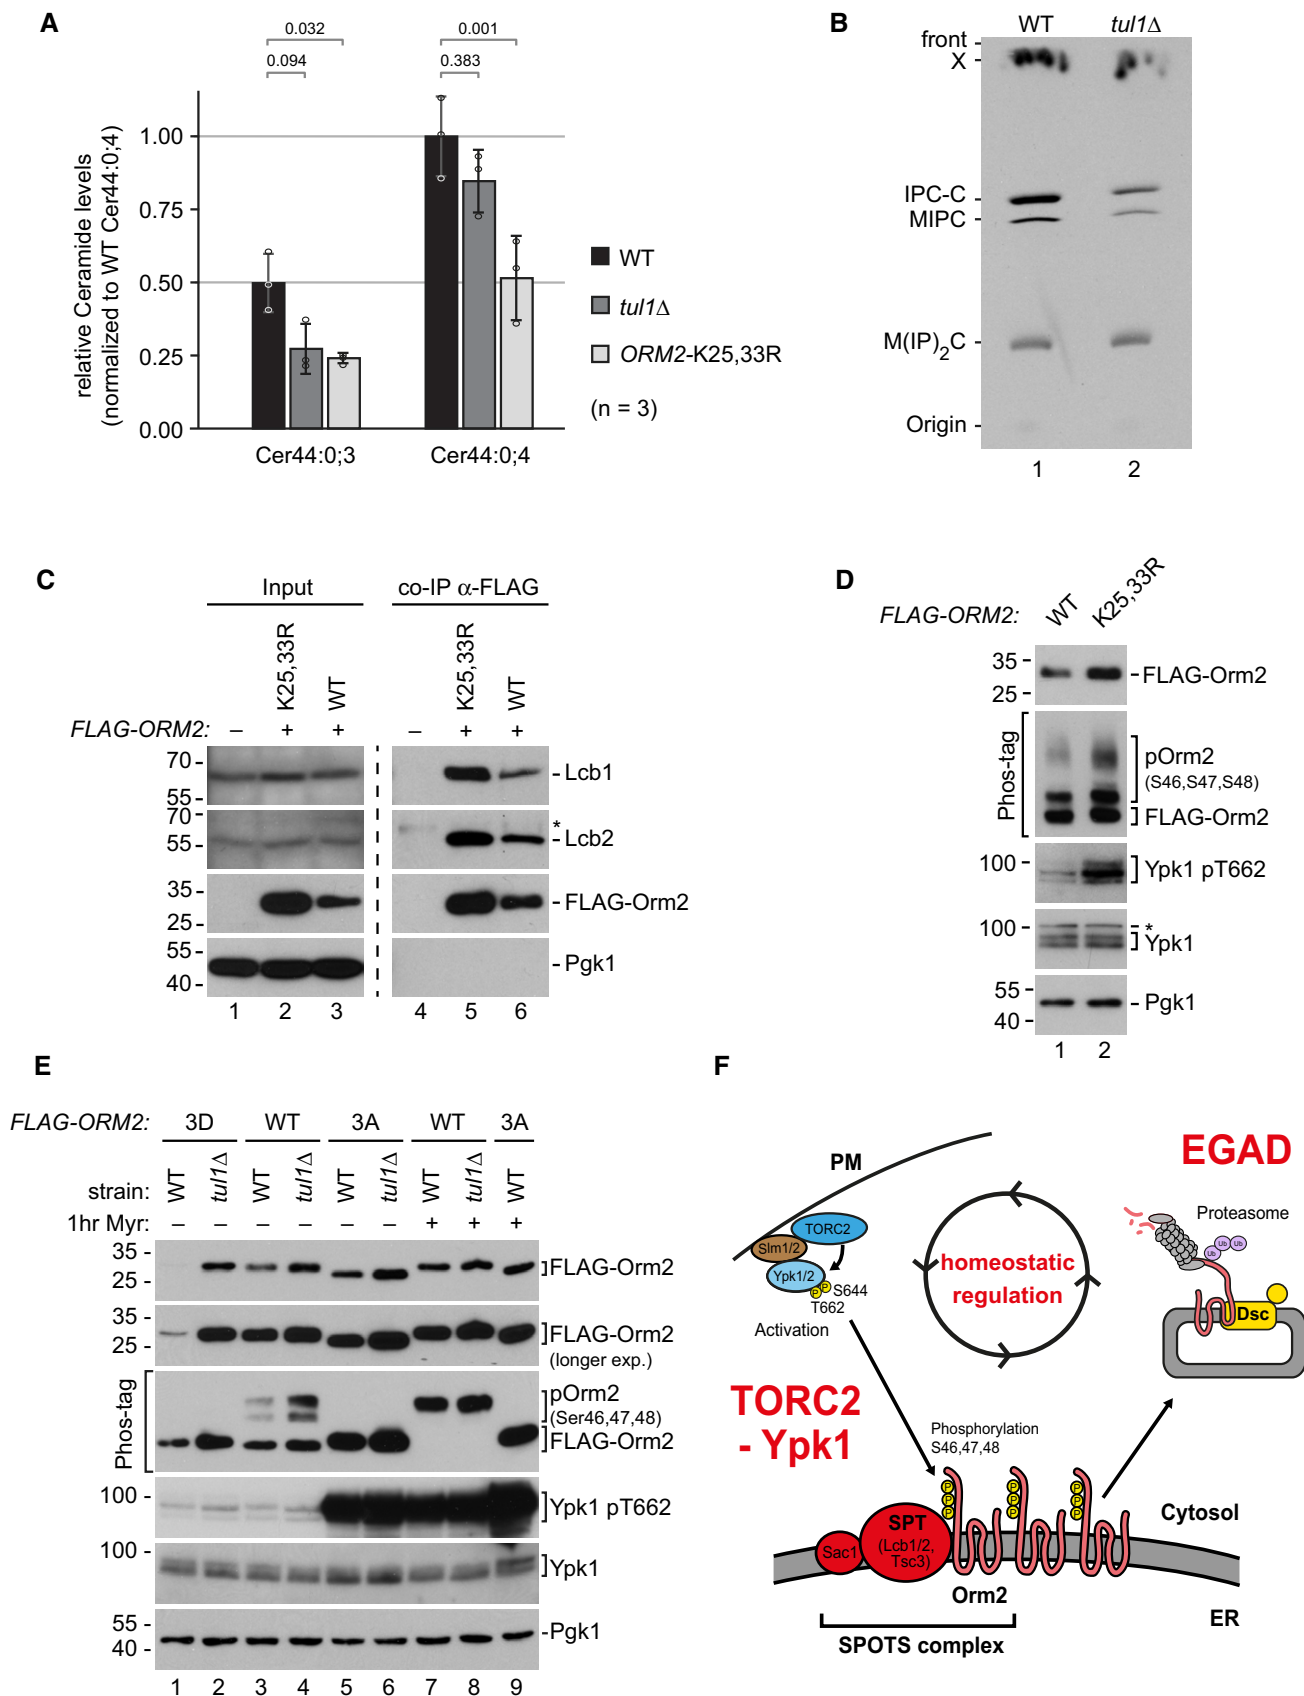 A
0.032
0.094
0.001
0.383
relative Ceramide levels
(normalized to WT Cer44:0;4)
1.00
0.75
0.50
0.25
0.00
Cer44:0;3
Cer44:0;4
WT
tul1Δ
ORM2-K25,33R
(n = 3)
B
WT
tul1Δ
front
X
IPC-C
MIPC
M(IP)2C
Origin
1
2
C
Input
co-IP α-FLAG
K25,33R
WT
K25,33R
WT
FLAG-ORM2:
–
+
+
–
+
+
70
55
Lcb1
70
55
*
Lcb2
35
25
FLAG-Orm2
55
40
Pgk1
1
2
3
4
5
6
D
FLAG-ORM2:
WT
K25,33R
35
25
FLAG-Orm2
Phos-tag
pOrm2
(S46,S47,S48)
FLAG-Orm2
100
Ypk1 pT662
100
*
Ypk1
55
40
Pgk1
1
2
E
FLAG-ORM2:
3D
WT
3A
WT
3A
strain:
WT
tul1Δ
WT
tul1Δ
WT
tul1Δ
WT
tul1Δ
WT
1hr Myr:
–
–
–
–
–
–
+
+
+
35
25
FLAG-Orm2
35
25
FLAG-Orm2
(longer exp.)
Phos-tag
pOrm2
(Ser46,47,48)
FLAG-Orm2
100
Ypk1 pT662
100
Ypk1
55
40
Pgk1
1
2
3
4
5
6
7
8
9
F
PM
TORC2
Slm1/2
Ypk1/2
P
P
S644
T662
Activation
homeostatic
regulation
EGAD
Proteasome
Ub
Ub
Ub
Dsc
TORC2
- Ypk1
Phosphorylation
S46,47,48
P
P
P
P
P
P
P
P
P
Cytosol
Sac1
SPT
(Lcb1/2,
Tsc3)
Orm2
ER
SPOTS complex